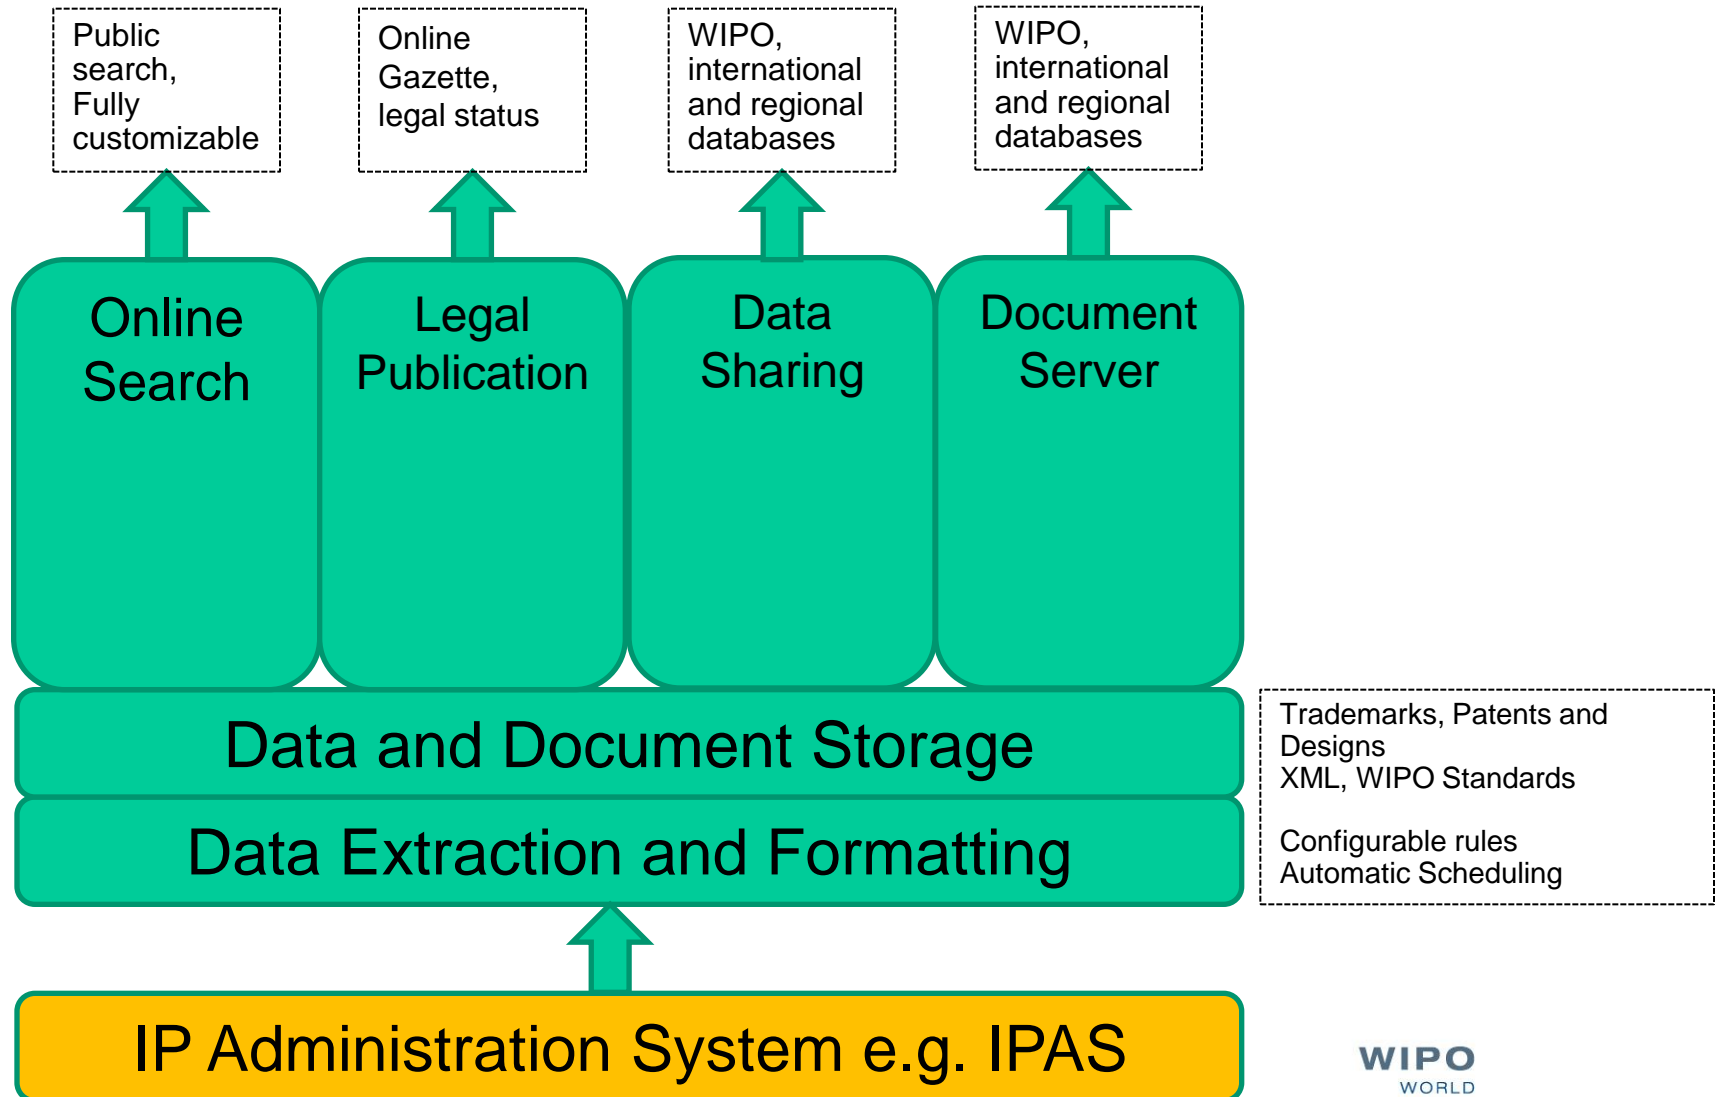 Public
search,
Fully
customizable
Online
Gazette,
legal status
WIPO,
international
and regional
databases
WIPO,
international
and regional
databases
Online
Search
Legal
Publication
Data
Sharing
Document
Server
Data and Document Storage
Data Extraction and Formatting
Trademarks, Patents and
Designs
XML, WIPO Standards
Configurable rules
Automatic Scheduling
IP Administration System e.g. IPAS
WIPO
WORLD